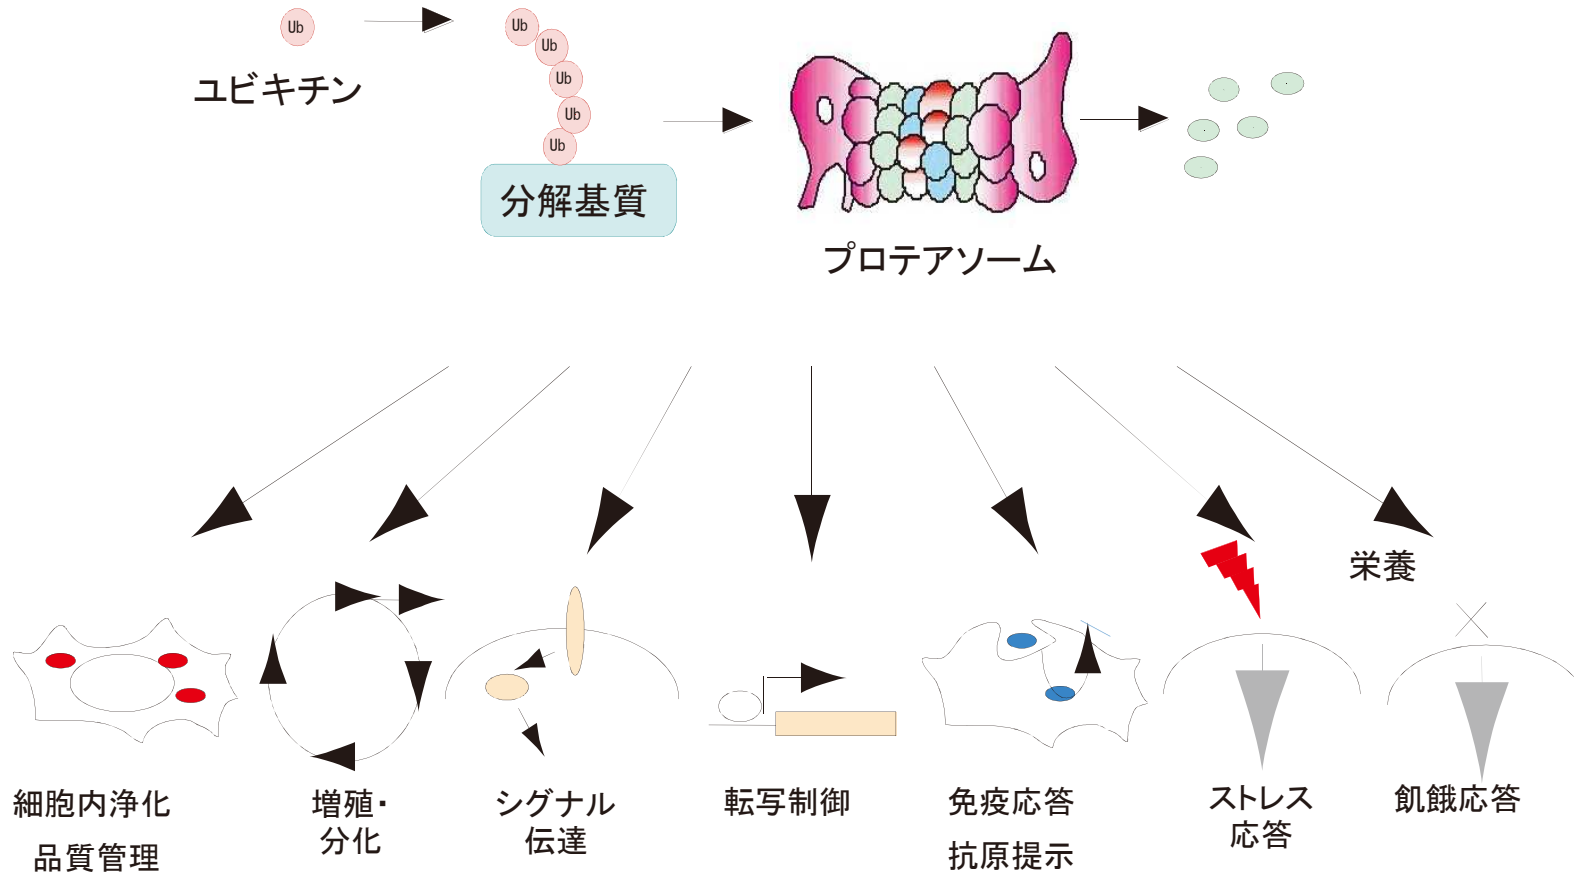 Ub
Ub
Ub
Ub
Ub
Ub
ユビキチン
分解基質
プロテアソーム
栄養
細胞内浄化
品質管理
増殖・
分化
シグナル
伝達
転写制御
免疫応答
抗原提示
ストレス
応答
飢餓応答